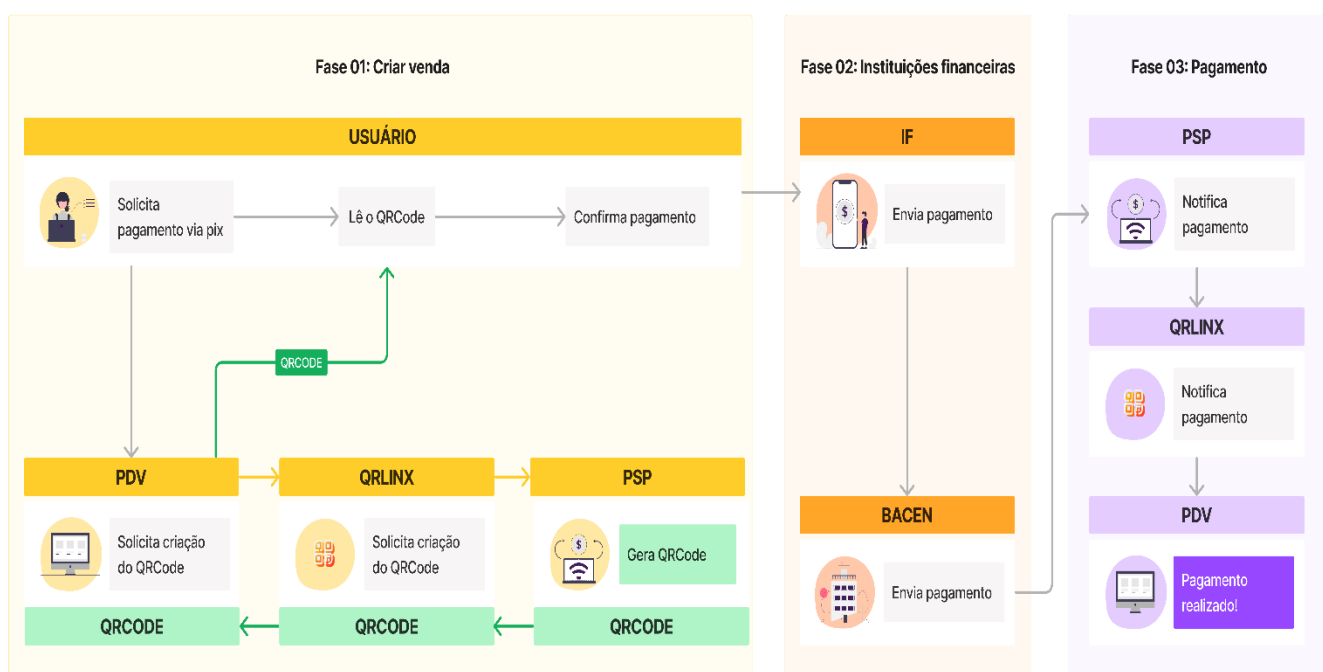 Fase 01: Criar venda
USUÁRIO
Solicita
pagamento via pix
Lê o QRCode
Confirma pagamento
QRCODE
PDV
Solicita criação
do QRCode
QRCODE
QRLINX
Solicita criação
do QRCode
QRCODE
PSP
$
Gera QRCode
QRCODE
Fase 02: Instituições financeiras
IF
$
Envia pagamento
BACEN
Envia pagamento
Fase 03: Pagamento
PSP
$
Notifica
pagamento
QRLINX
Notifica
pagamento
PDV
Pagamento
realizado!